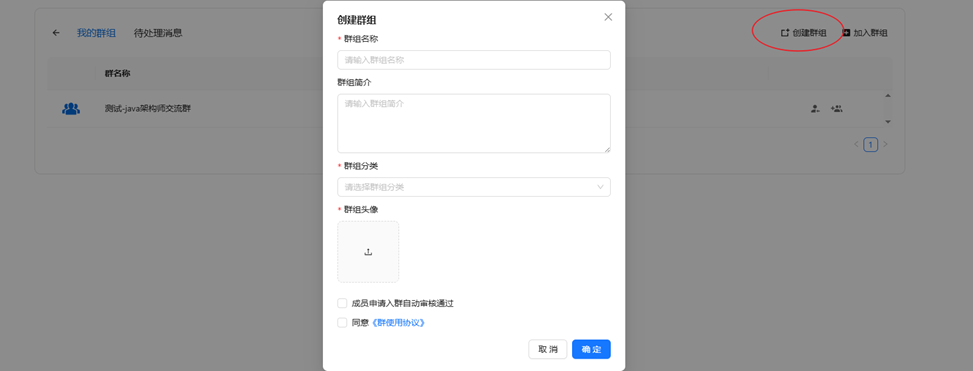 我的群组 待处理消息 创建群组 加入群组
群名称
测试-java架构师交流群
1
创建群组
* 群组名称
请输入群组名称
群组简介
请输入群组简介
* 群组分类
请选择群组分类
* 群组头像
成员申请入群自动审核通过
同意《群使用协议》
取 消 确 定